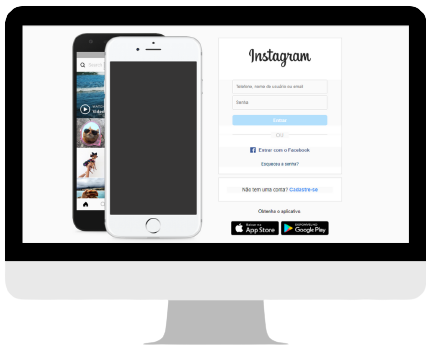 Search
Instagram
Telefone, nome de usuário ou email
Senha
Entrar
OU
Entrar com o Facebook
Esqueceu a senha?
Não tem uma conta? Cadastre-se
Obtenha o aplicativo.
App Store
Google Play